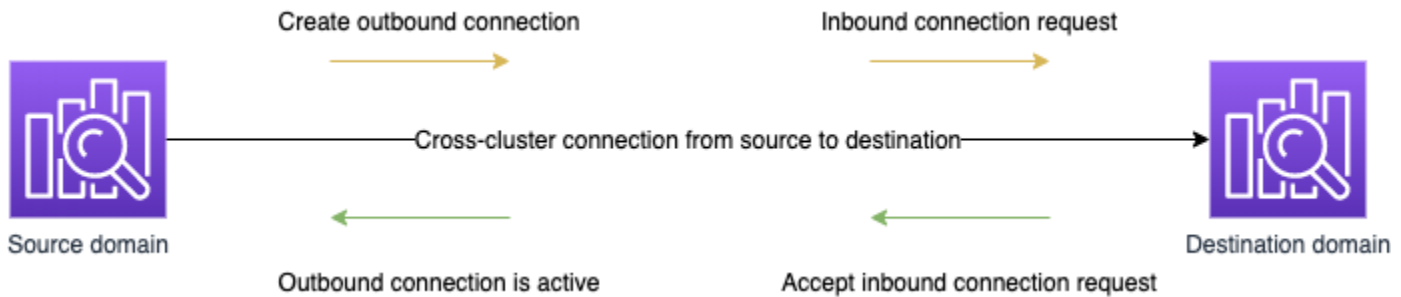 Create outbound connection
Inbound connection request
Cross-cluster connection from source to destination
Source domain
Destination domain
Outbound connection is active
Accept inbound connection request